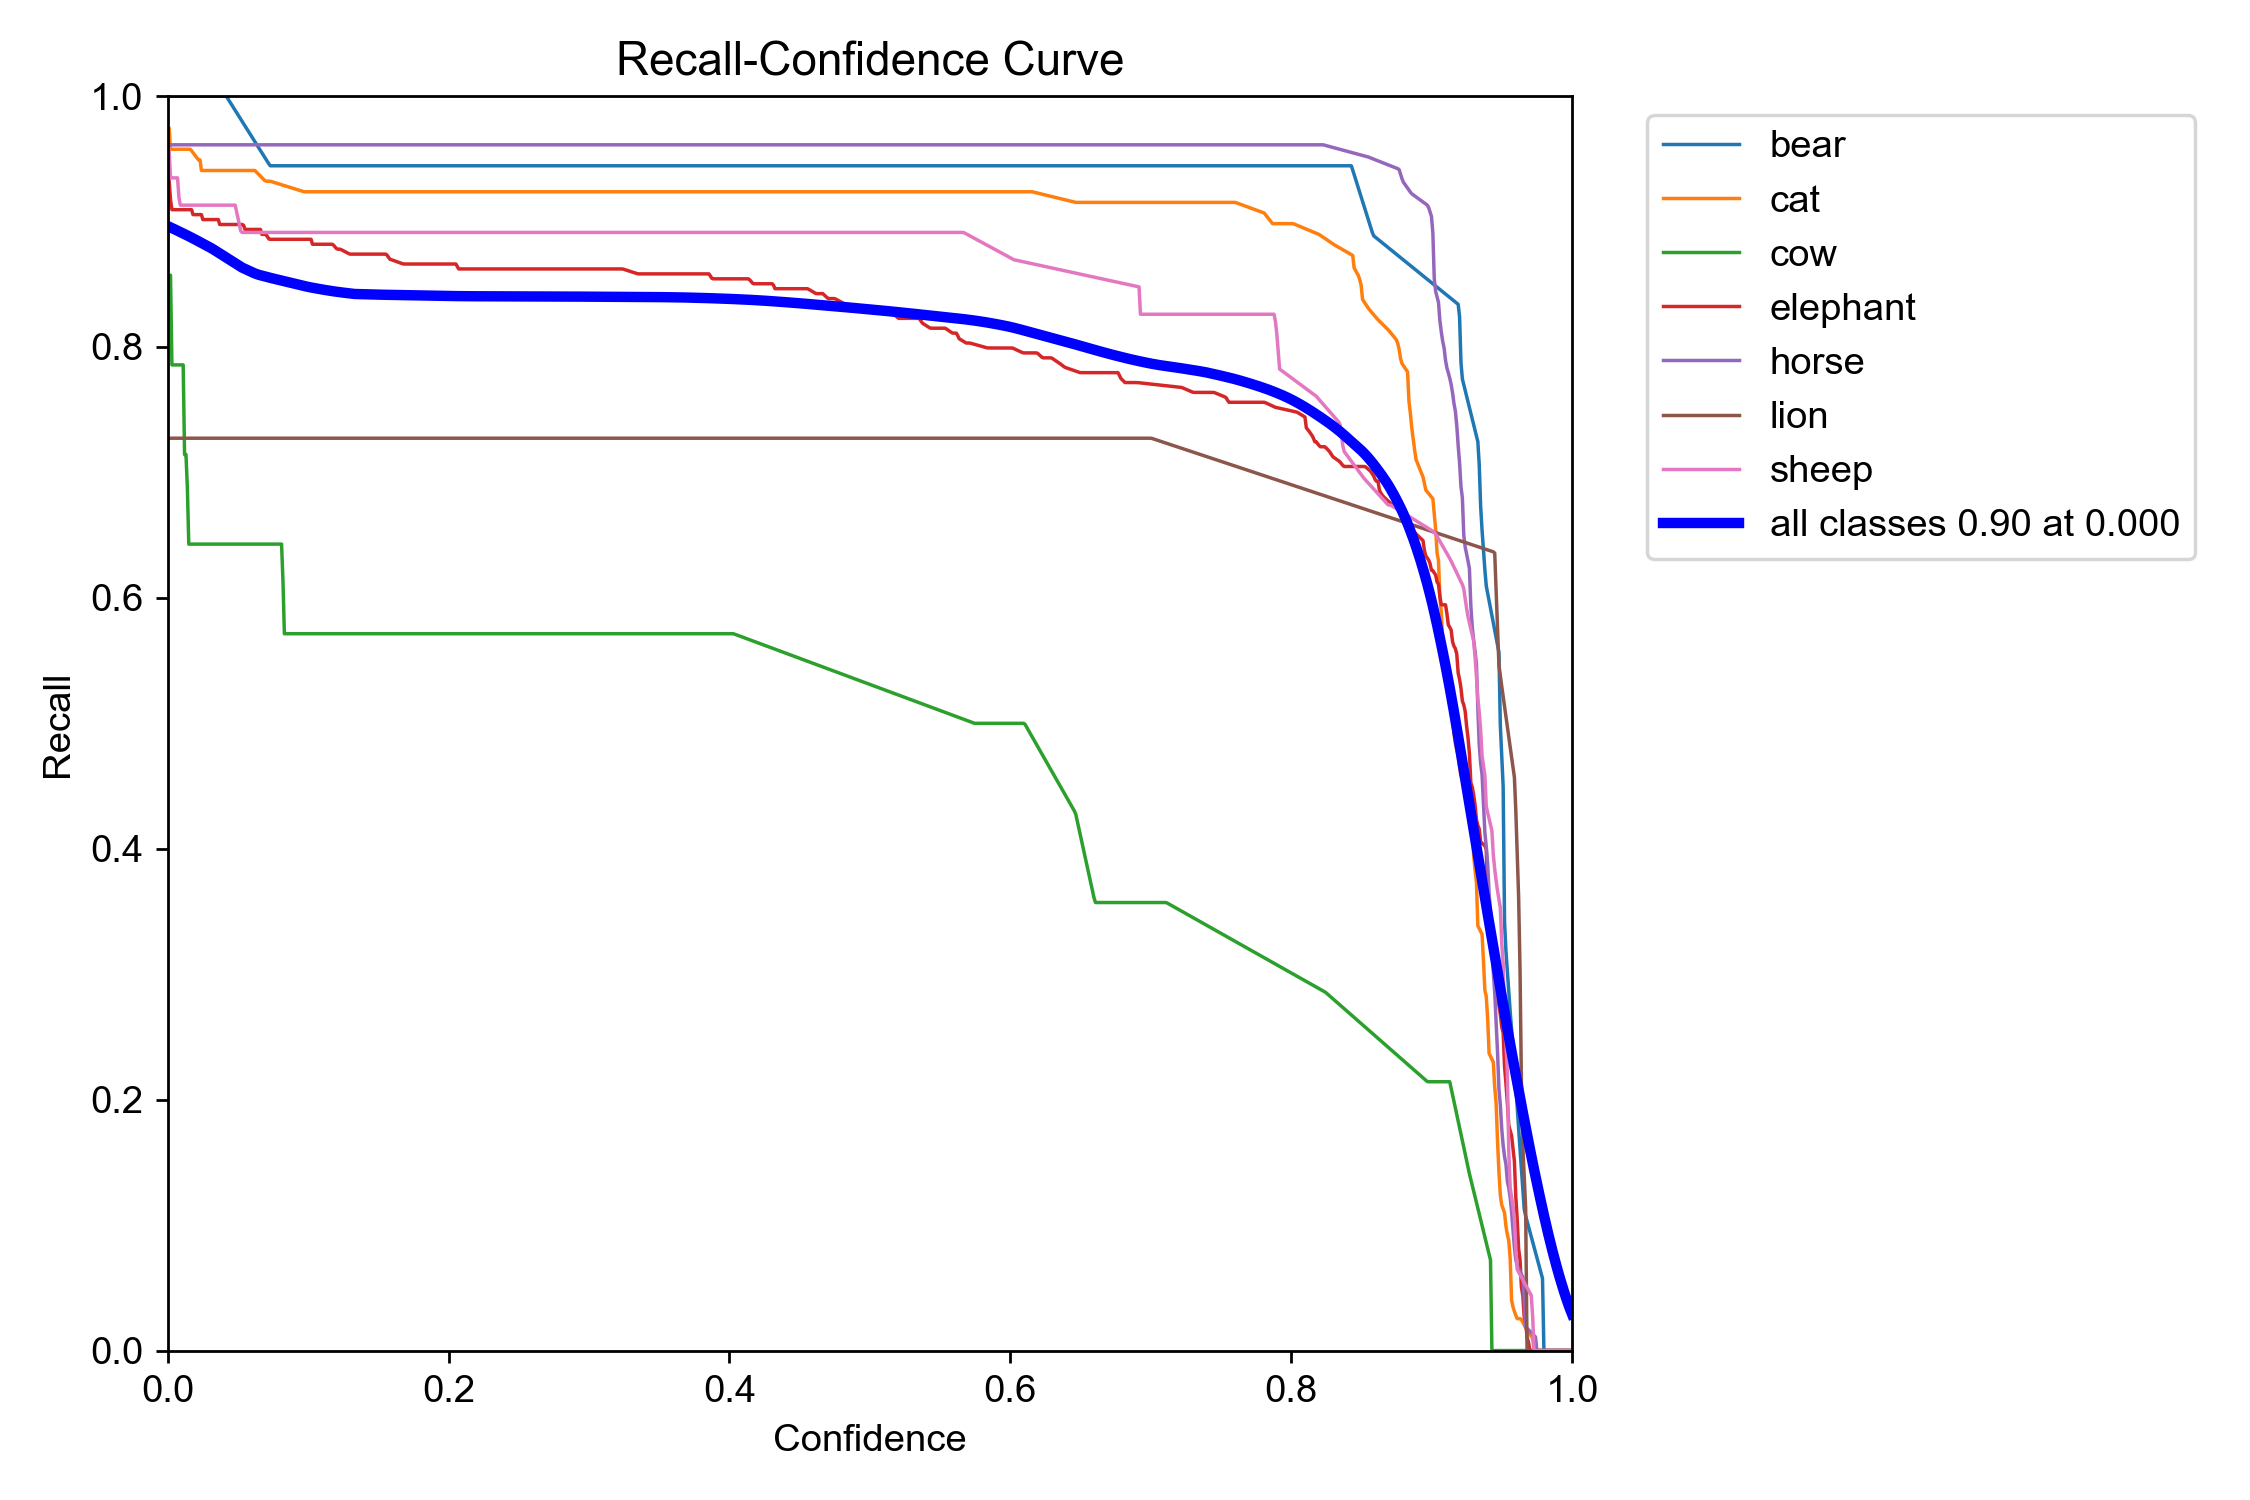 Recall-Confidence Curve
1.0
0.8
0.6
0.4
0.2
0.0
Recall
0.0 0.2 0.4 0.6 0.8 1.0
Confidence
bear
cat
cow
elephant
horse
lion
sheep
all classes 0.90 at 0.000